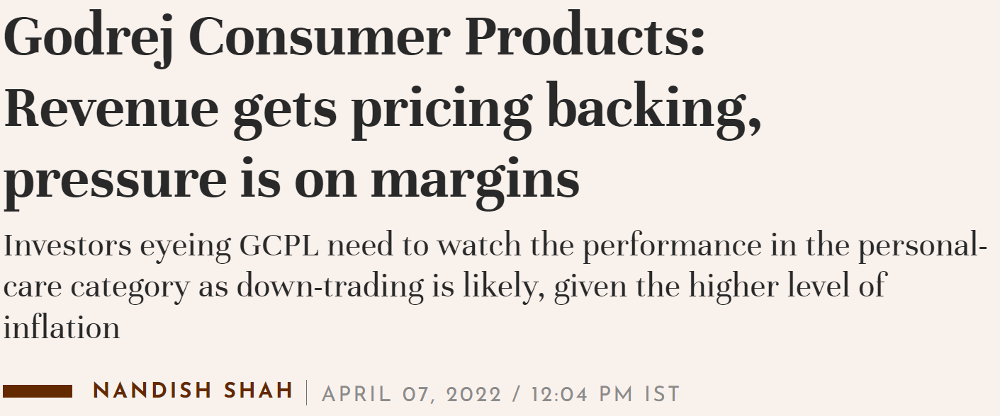 Godrej Consumer Products:
Revenue gets pricing backing,
pressure is on margins
Investors eyeing GCPL need to watch the performance in the personal-
care category as down-trading is likely, given the higher level of
inflation
NANDISH SHAH | APRIL 07, 2022 / 12:04 PM IST